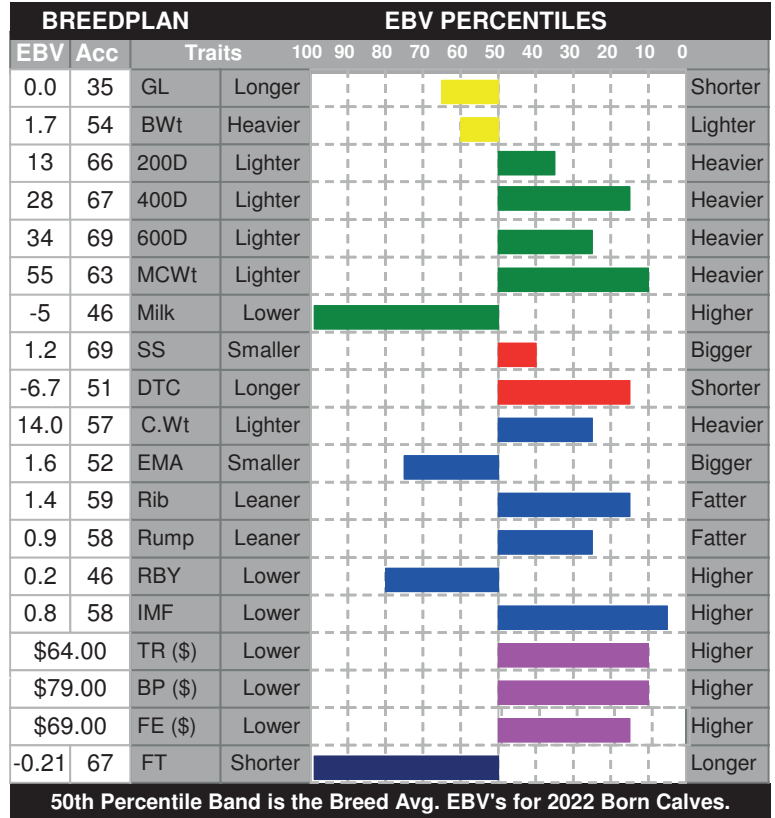 BREEDPLAN EBV PERCENTILES
EBV Acc Traits 100 90 80 70 60 50 40 30 20 10 0
0.0 35 GL Longer Shorter
1.7 54 BWt Heavier Lighter
13 66 200D Lighter Heavier
28 67 400D Lighter Heavier
34 69 600D Lighter Heavier
55 63 MCWt Lighter Heavier
-5 46 Milk Lower Higher
1.2 69 SS Smaller Bigger
-6.7 51 DTC Longer Shorter
14.0 57 C.Wt Lighter Heavier
1.6 52 EMA Smaller Bigger
1.4 59 Rib Leaner Fatter
0.9 58 Rump Leaner Fatter
0.2 46 RBY Lower Higher
0.8 58 IMF Lower Higher
$64.00 TR ($) Lower Higher
$79.00 BP ($) Lower Higher
$69.00 FE ($) Lower Higher
-0.21 67 FT Shorter Longer
50th Percentile Band is the Breed Avg. EBV's for 2022 Born Calves.